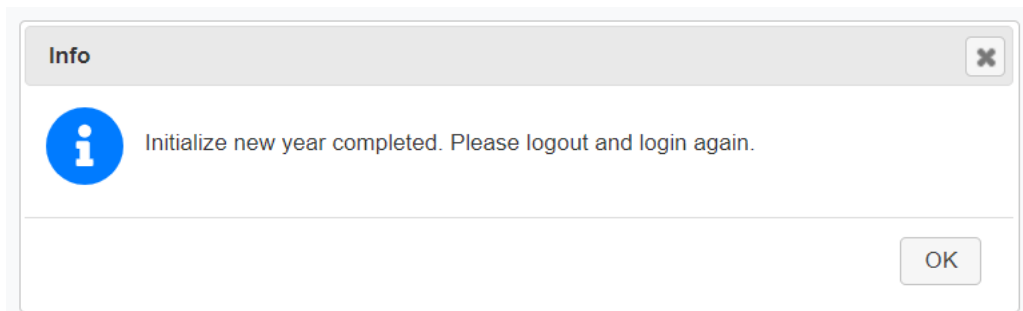 Info
Initialize new year completed. Please logout and login again.
OK